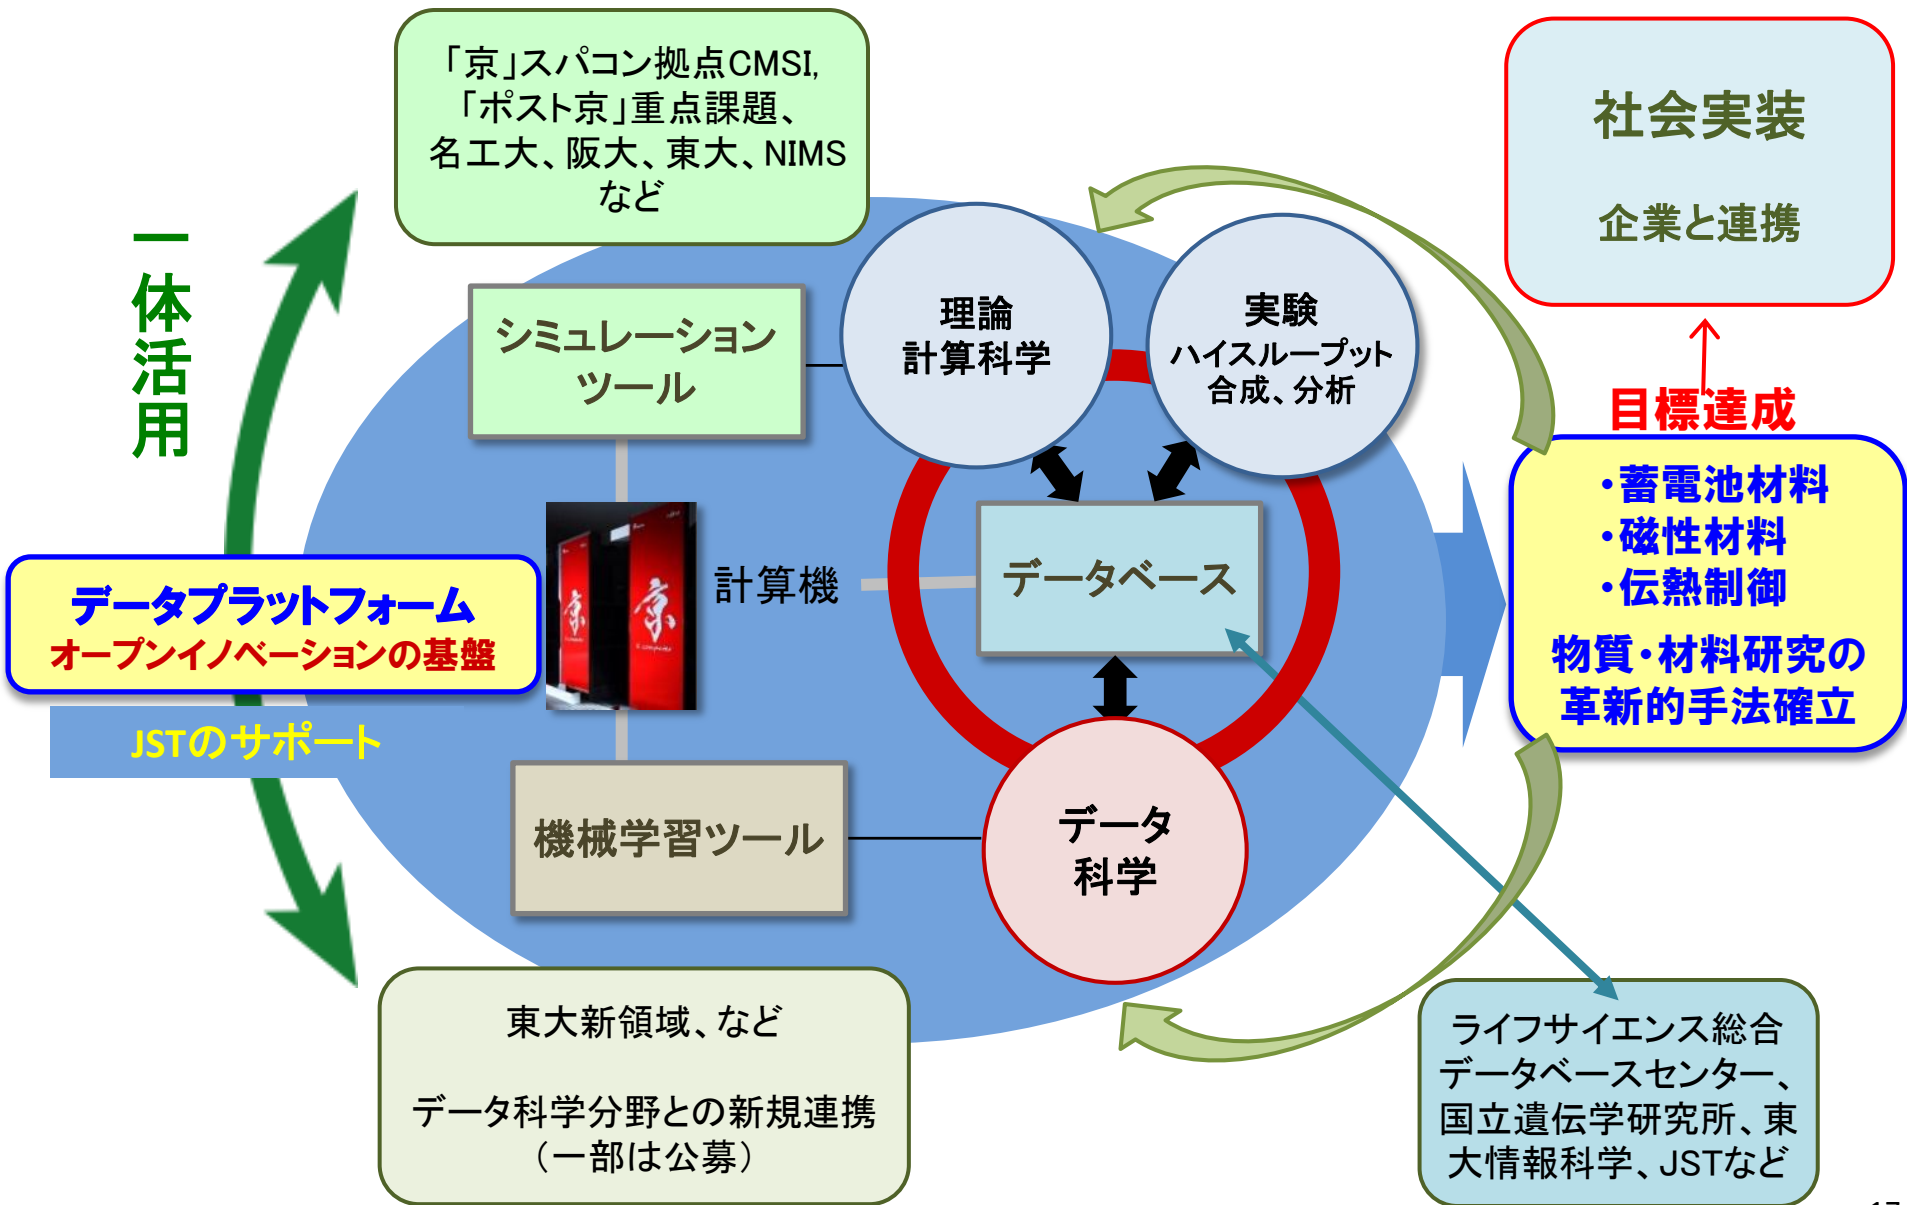 「京」スパコン拠点CMSI,
「ポスト京」重点課題、
名工大、阪大、東大、NIMS
など
社会実装
企業と連携
一体活用
シミュレーション
ツール
理論
計算科学
実験
ハイスループット
合成、分析
目標達成
・蓄電池材料
・磁性材料
・伝熱制御
物質・材料研究の
革新的手法確立
データプラットフォーム
オープンイノベーションの基盤
JSTのサポート
京
京
計算機
データベース
機械学習ツール
データ
科学
東大新領域、など
データ科学分野との新規連携
（一部は公募）
ライフサイエンス総合
データベースセンター、
国立遺伝学研究所、東
大情報科学、JSTなど